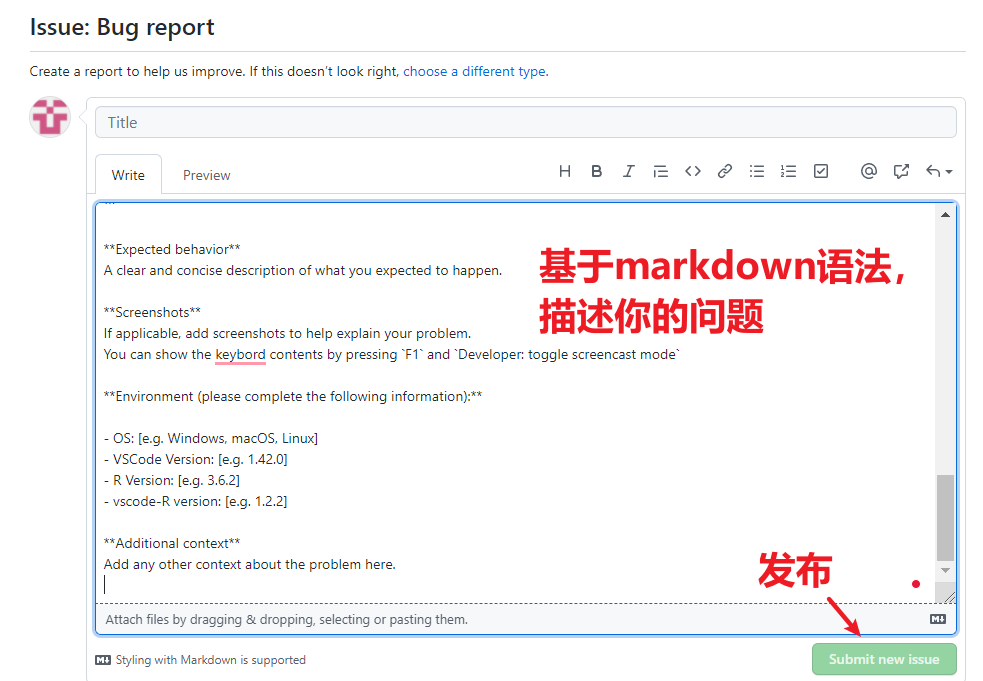 Issue: Bug report
Create a report to help us improve. If this doesn't look right, choose a different type.
Title
Write
Preview
**Expected behavior**
A clear and concise description of what you expected to happen.
基于markdown语法，
描述你的问题
**Screenshots**
If applicable, add screenshots to help explain your problem.
You can show the keybord contents by pressing `F1` and `Developer: toggle screencast mode`
**Environment (please complete the following information):**
- OS: [e.g. Windows, macOS, Linux]
- VSCode Version: [e.g. 1.42.0]
- R Version: [e.g. 3.6.2]
- vscode-R version: [e.g. 1.2.2]
**Additional context**
Add any other context about the problem here.
发布
Attach files by dragging & dropping, selecting or pasting them.
Styling with Markdown is supported
Submit new issue